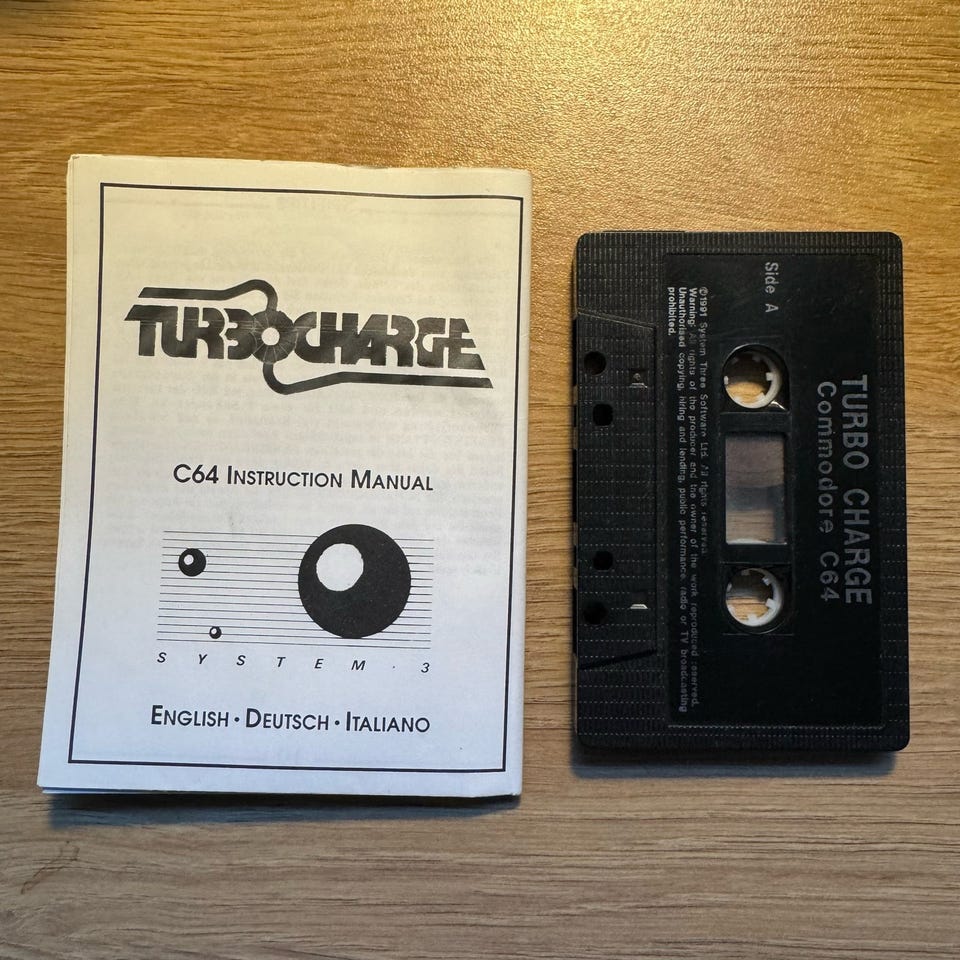 TURBOCHARGE
C64 INSTRUCTION MANUAL
SYSTEM·3
ENGLISH · DEUTSCH · ITALIANO
TURBO CHARGE
Commodore C64
Side A
©1991 System Three Software Ltd. All rights reserved.
Warning: All rights of the producer and the owner of the work reproduced reserved.
Unauthorised copying, hiring and lending, public performance, radio or TV broadcasting
prohibited.